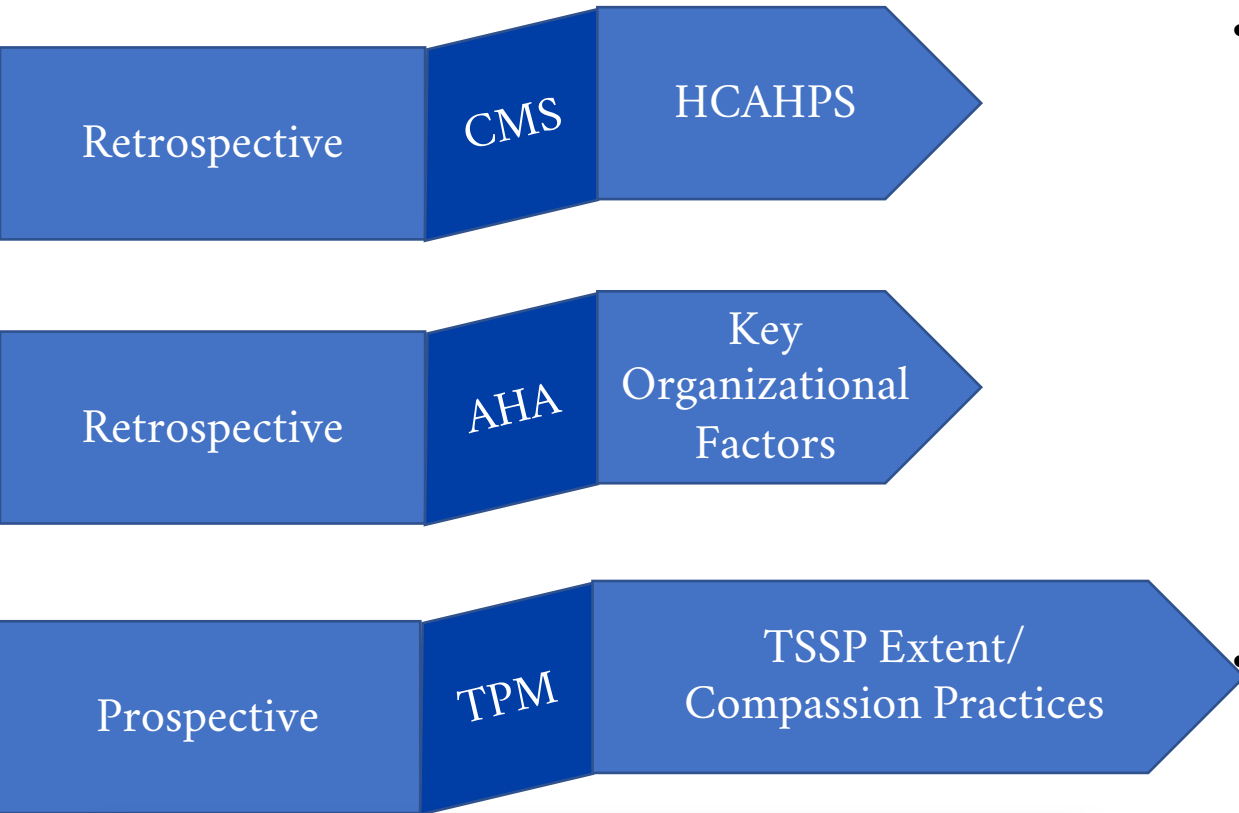 Retrospective
CMS
HCAHPS
Retrospective
AHA
Key
Organizational
Factors
Prospective
TPM
TSSP Extent/
Compassion Practices